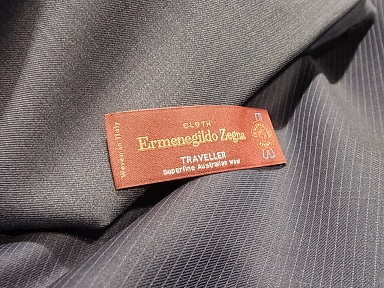 Woven in Italy
CLOTH
Ermenegildo Zegna
TRAVELLER
Superfine Australian Wool